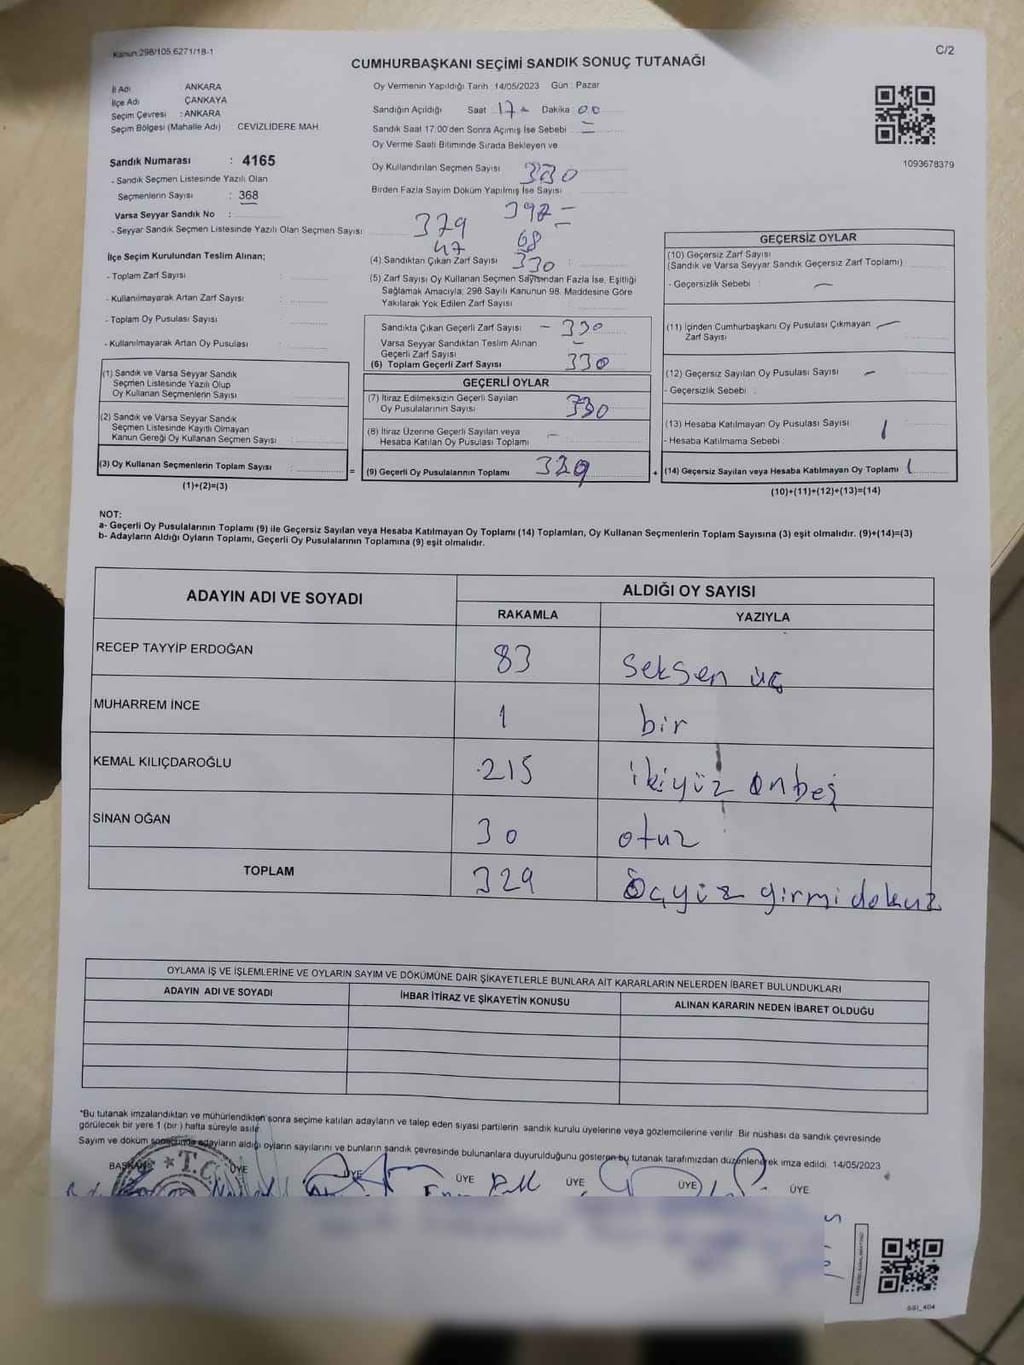 Kanun:298/105 6271/18-1
C/2
CUMHURBAŞKANI SEÇİMİ SANDIK SONUÇ TUTANAĞI
İl Adı ANKARA
İlçe Adı ÇANKAYA
Seçim Çevresi : ANKARA
Seçim Bölgesi (Mahalle Adı) : CEVİZLİDERE MAH.
Sandık Numarası : 4165
- Sandık Seçmen Listesinde Yazılı Olan
Seçmenlerin Sayısı : 368
Varsa Seyyar Sandık No :
- Seyyar Sandık Seçmen Listesinde Yazılı Olan Seçmen Sayısı
Oy Vermenin Yapıldığı Tarih :14/05/2023 Gün : Pazar
Sandığın Açıldığı Saat : 17 Dakika : 00
Sandık Saat 17:00'den Sonra Açımış İse Sebebi
Oy Verme Saati Bitiminde Sırada Bekleyen ve
Oy Kullandırılan Seçmen Sayısı 330
Birden Fazla Sayım Döküm Yapılmış İse Sayısı
329
47
68
1093678379
İlçe Seçim Kurulundan Teslim Alınan;
- Toplam Zarf Sayısı :
- Kullanılmayarak Artan Zarf Sayısı :
- Toplam Oy Pusulası Sayısı :
- Kullanılmayarak Artan Oy Pusulası :
(4) Sandıktan Çıkan Zarf Sayısı : 330
(5) Zarf Sayısı Oy Kullanan Seçmen Sayısından Fazla İse, Eşitliği
Sağlamak Amacıyla; 298 Sayılı Kanunun 98. Maddesine Göre
Yakılarak Yok Edilen Zarf Sayısı
Sandıkta Çıkan Geçerli Zarf Sayısı - 330
Varsa Seyyar Sandıktan Teslim Alınan
Geçerli Zarf Sayısı -
(6) Toplam Geçerli Zarf Sayısı 330
GEÇERLİ OYLAR
(7) İtiraz Edilmeksizin Geçerli Sayılan
Oy Pusulalarının Sayısı 330
(8) İtiraz Üzerine Geçerli Sayılan veya
Hesaba Katılan Oy Pusulası Toplamı -
(9) Geçerli Oy Pusulalarının Toplamı 329
(1) Sandık ve Varsa Seyyar Sandık
Seçmen Listesinde Yazılı Olup
Oy Kullanan Seçmenlerin Sayısı :
(2) Sandık ve Varsa Seyyar Sandık
Seçmen Listesinde Kayıtlı Olmayan
Kanun Gereği Oy Kullanan Seçmen Sayısı :
(3) Oy Kullanan Seçmenlerin Toplam Sayısı :
(1)+(2)=(3)
=
+
GEÇERSİZ OYLAR
(10) Geçersiz Zarf Sayısı
(Sandık ve Varsa Seyyar Sandık Geçersiz Zarf Toplamı) :
- Geçersizlik Sebebi : -
(11) İçinden Cumhurbaşkanı Oy Pusulası Çıkmayan -
Zarf Sayısı
(12) Geçersiz Sayılan Oy Pusulası Sayısı : -
- Geçersizlik Sebebi :
(13) Hesaba Katılmayan Oy Pusulası Sayısı : 1
- Hesaba Katılmama Sebebi :
(14) Geçersiz Sayılan veya Hesaba Katılmayan Oy Toplamı 1
(10)+(11)+(12)+(13)=(14)
NOT:
a- Geçerli Oy Pusulalarının Toplamı (9) ile Geçersiz Sayılan veya Hesaba Katılmayan Oy Toplamı (14) Toplamları, Oy Kullanan Seçmenlerin Toplam Sayısına (3) eşit olmalıdır. (9)+(14)=(3)
b- Adayların Aldığı Oyların Toplamı, Geçerli Oy Pusulalarının Toplamına (9) eşit olmalıdır.
ADAYIN ADI VE SOYADI
ALDIĞI OY SAYISI
RAKAMLA YAZIYLA
RECEP TAYYİP ERDOĞAN 83 seksen üç
MUHARREM İNCE 1 bir
KEMAL KILIÇDAROĞLU 215 ikiyüz onbeş
SİNAN OĞAN 30 otuz
TOPLAM 329 üçyüz yirmi dokuz
OYLAMA İŞ VE İŞLEMLERİNE VE OYLARIN SAYIM VE DÖKÜMÜNE DAİR ŞİKAYETLERLE BUNLARA AİT KARARLARIN NELERDEN İBARET BULUNDUKLARI
ADAYIN ADI VE SOYADI İHBAR İTİRAZ VE ŞİKAYETİN KONUSU ALINAN KARARIN NEDEN İBARET OLDUĞU
*Bu tutanak imzalandıktan ve mühürlendikten sonra seçime katılan adayların ve talep eden siyasi partilerin sandık kurulu üyelerine veya gözlemcilerine verilir. Bir nüshası da sandık çevresinde
görülecek bir yere 1 (bir) hafta süreyle asılır.
Sayım ve döküm sonucunda adayların aldığı oyların sayılarını ve bunların sandık çevresinde bulunanlara duyurulduğunu gösteren bu tutanak tarafımızdan düzenlenerek imza edildi. 14/05/2023
BAŞKAN ÜYE ÜYE ÜYE ÜYE ÜYE ÜYE
T.C.
SSI_404